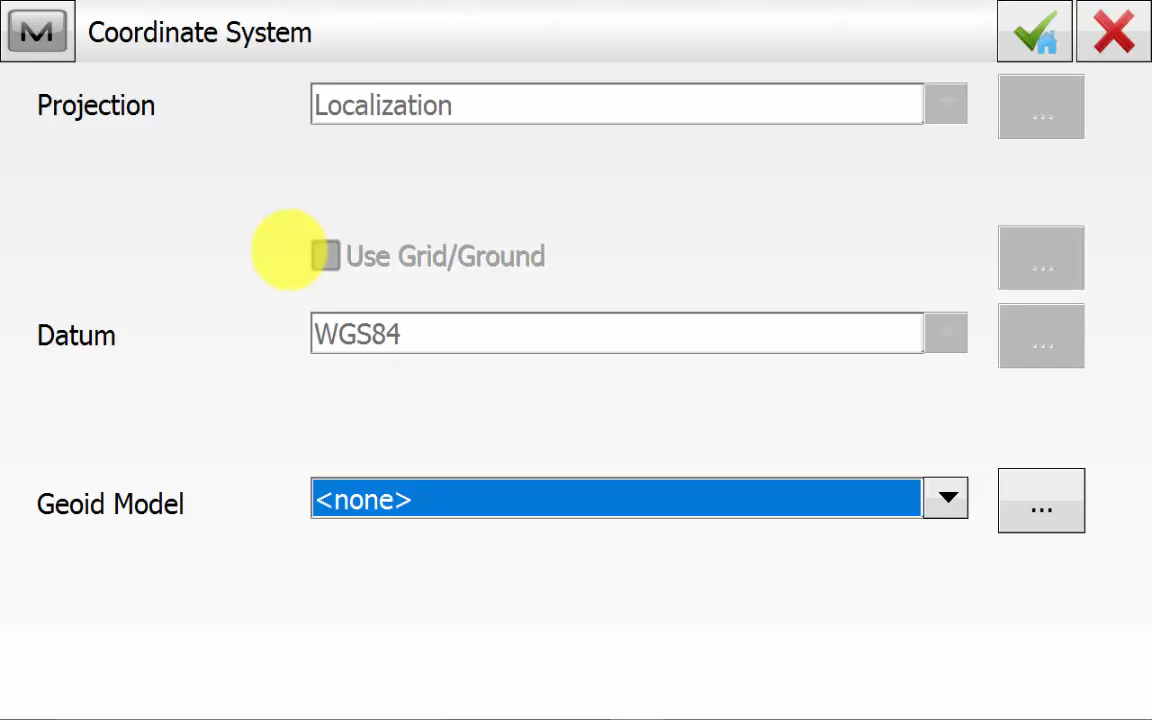 Coordinate System
Projection
Localization
...
Use Grid/Ground
...
Datum
WGS84
...
Geoid Model
<none>
...